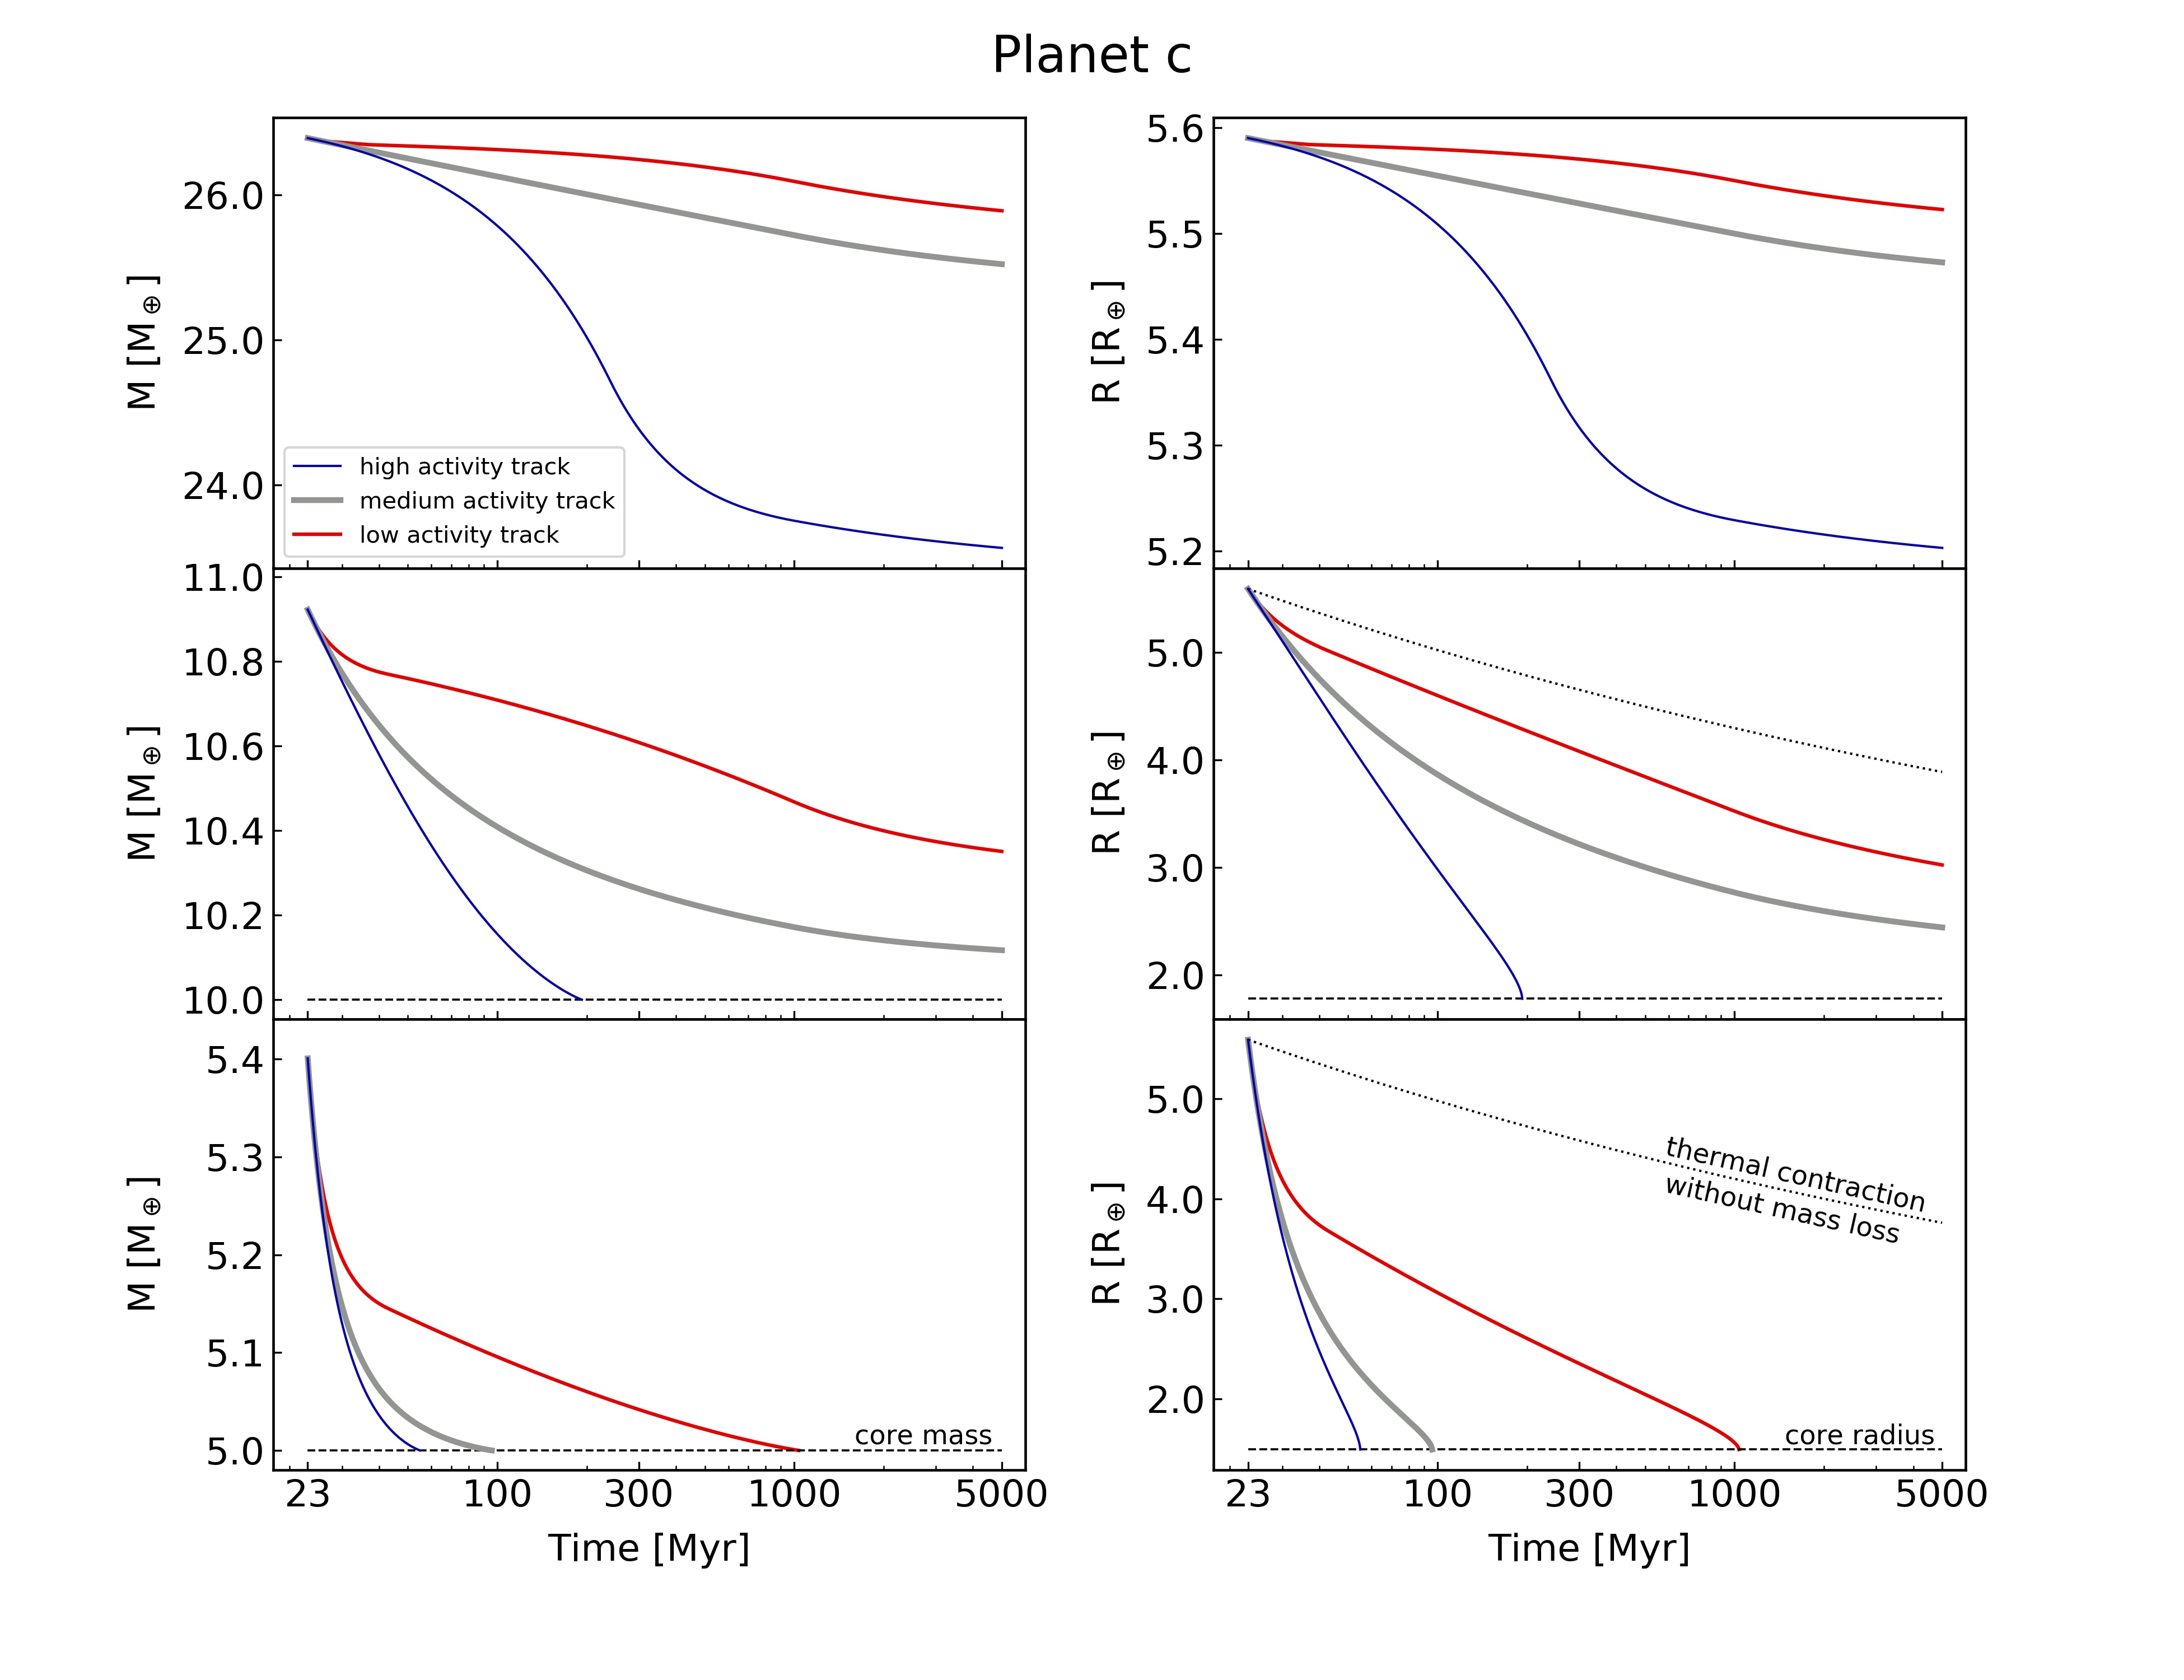 Planet c
26.0
25.0
24.0
M [M⊕]
high activity track
medium activity track
low activity track
5.6
5.5
5.4
5.3
5.2
R [R⊕]
11.0
10.8
10.6
10.4
10.2
10.0
M [M⊕]
5.0
4.0
3.0
2.0
R [R⊕]
5.4
5.3
5.2
5.1
5.0
M [M⊕]
core mass
23 100 300 1000 5000
Time [Myr]
5.0
4.0
3.0
2.0
R [R⊕]
thermal contraction
without mass loss
core radius
23 100 300 1000 5000
Time [Myr]